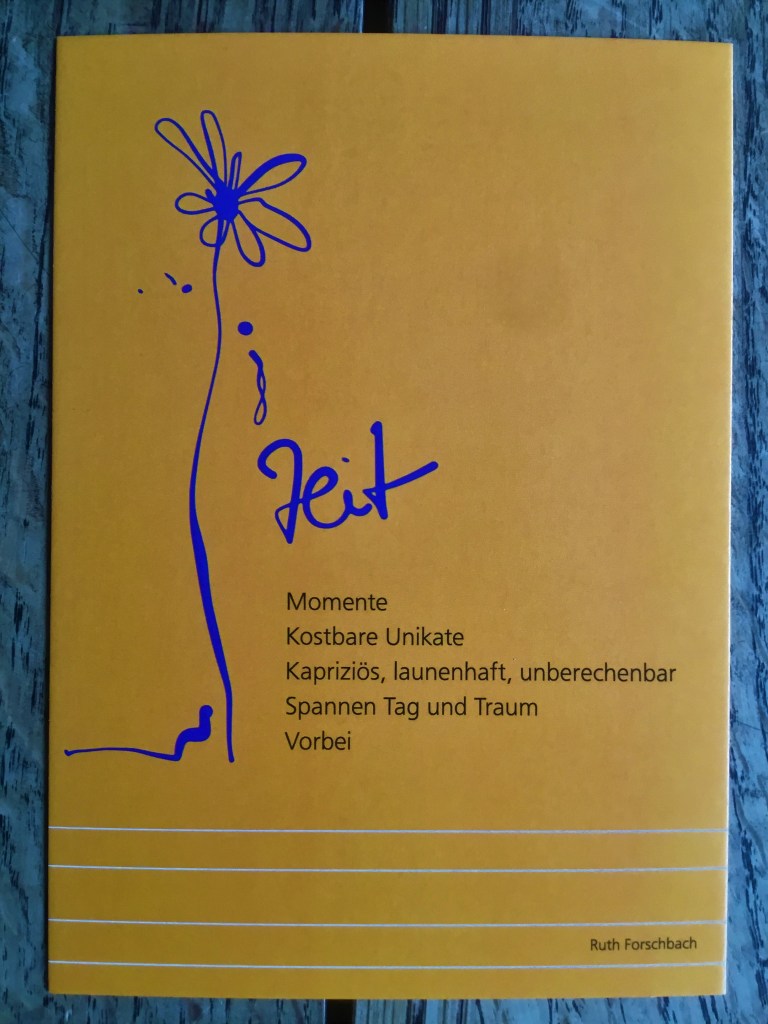 Zeit
Momente
Kostbare Unikate
Kapriziös, launenhaft, unberechenbar
Spannen Tag und Traum
Vorbei
Ruth Forschbach